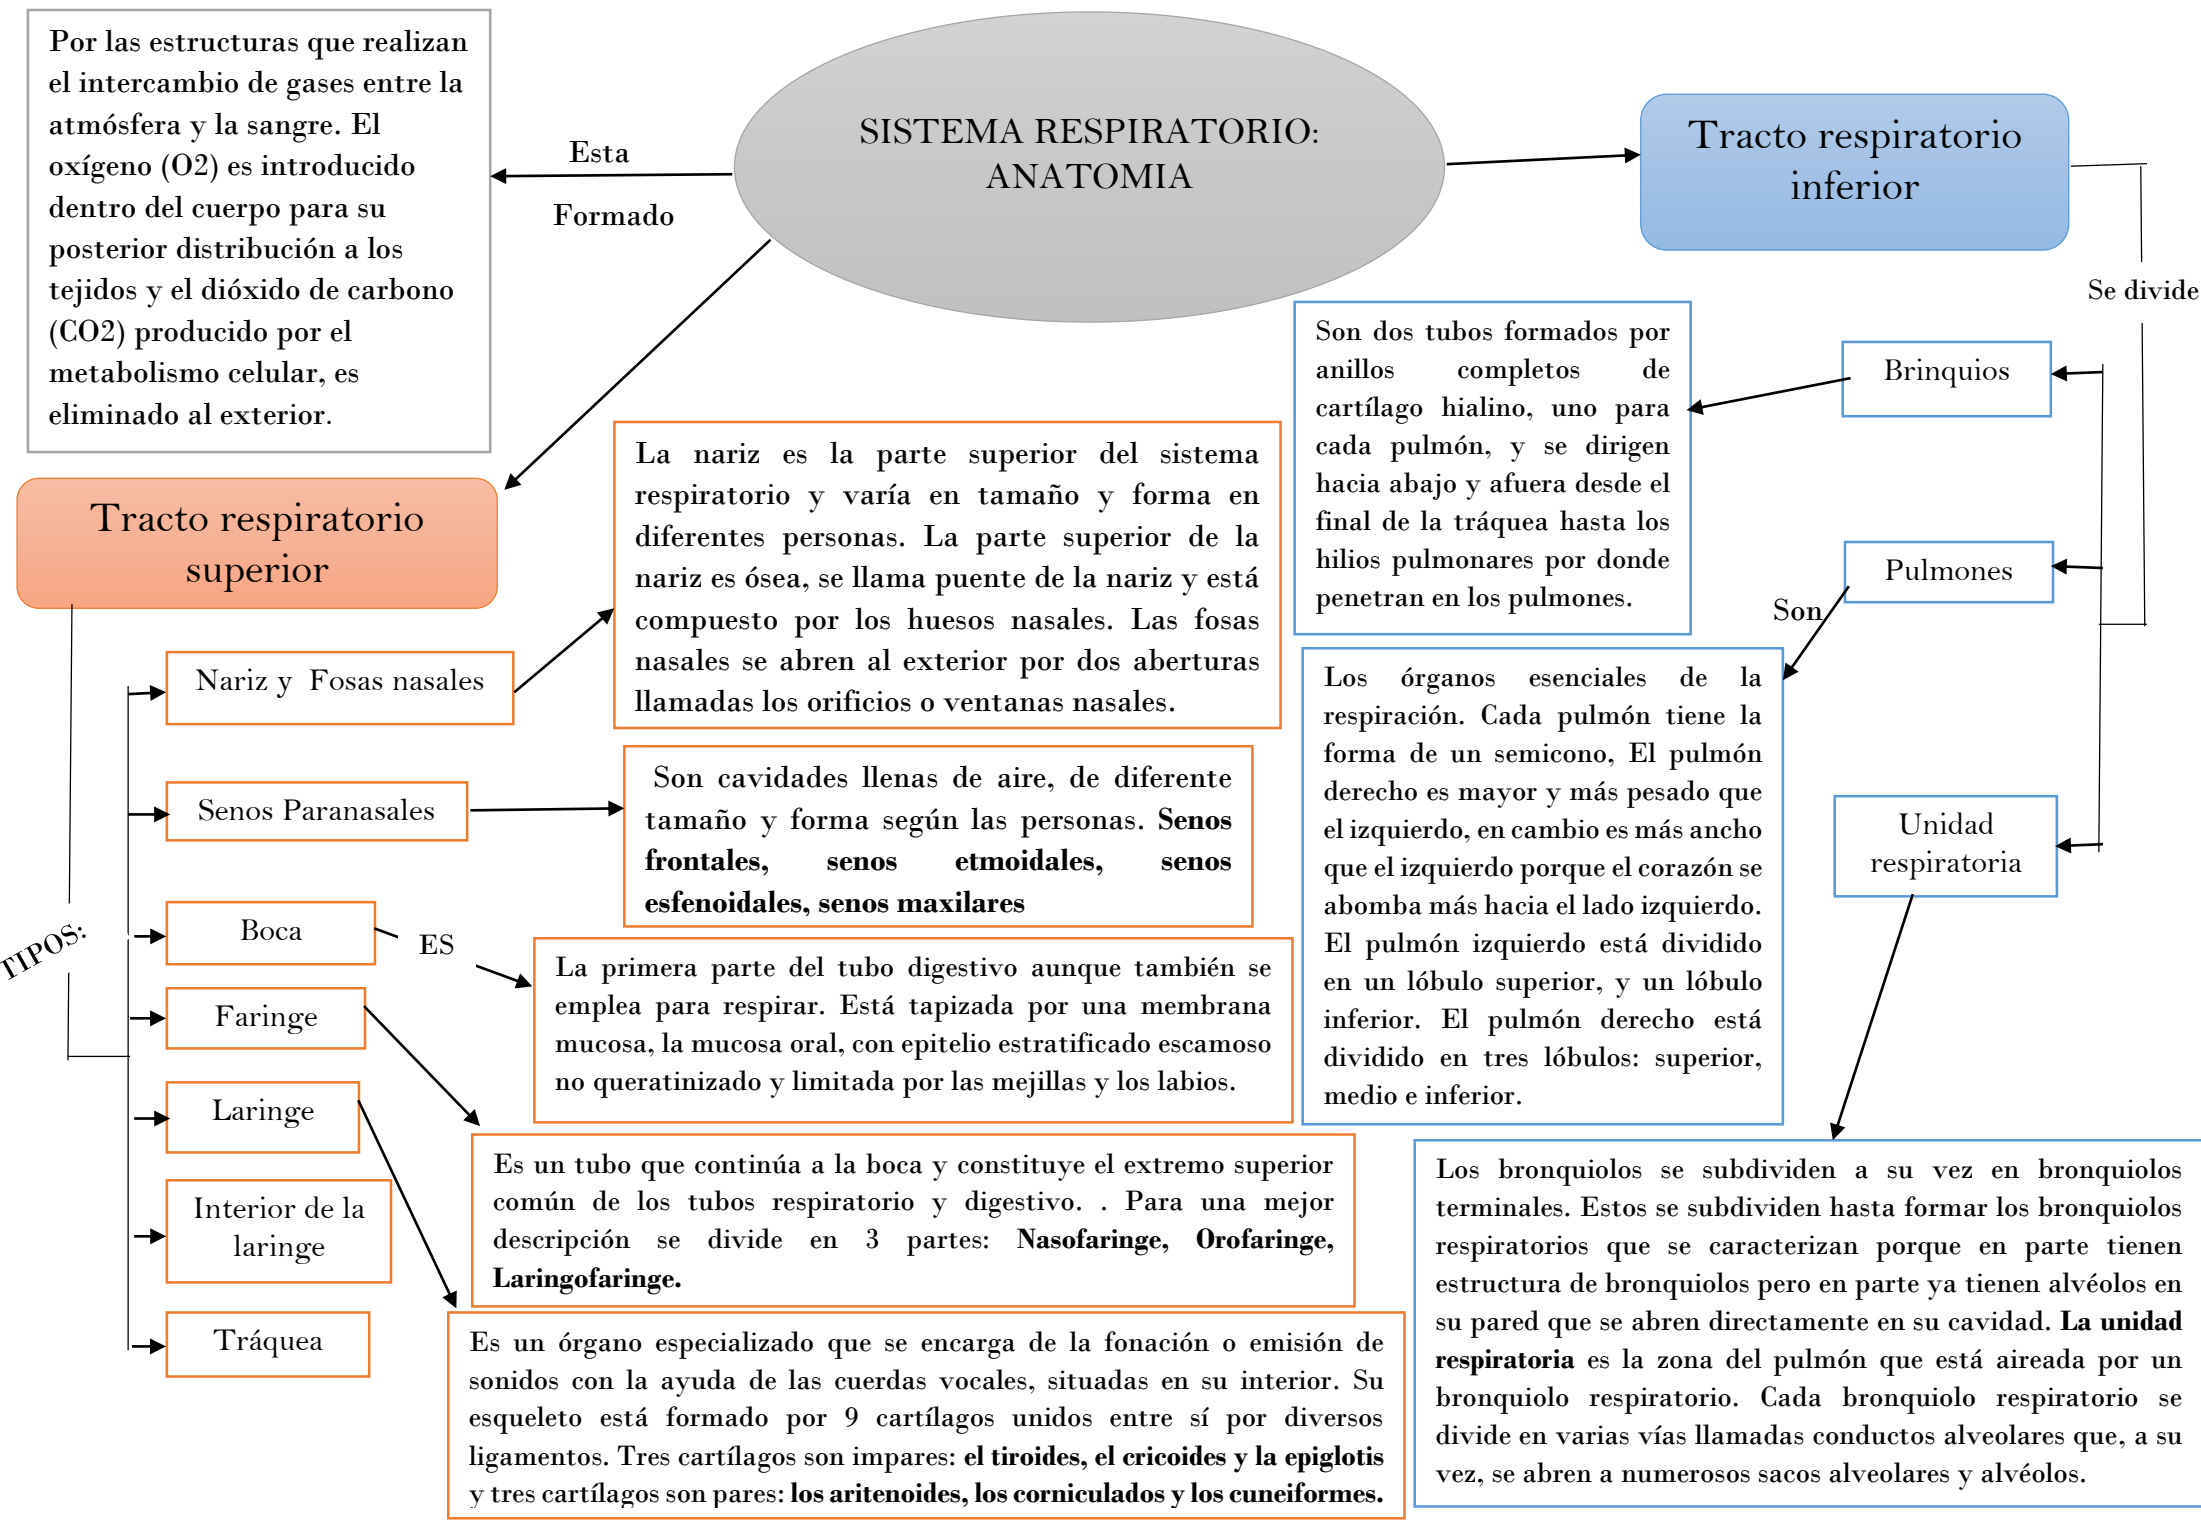 SISTEMA RESPIRATORIO:
ANATOMIA
Esta
Formado
Por las estructuras que realizan
el intercambio de gases entre la
atmósfera y la sangre. El
oxígeno (O2) es introducido
dentro del cuerpo para su
posterior distribución a los
tejidos y el dióxido de carbono
(CO2) producido por el
metabolismo celular, es
eliminado al exterior.
Tracto respiratorio
superior
TIPOS:
Nariz y Fosas nasales
La nariz es la parte superior del sistema
respiratorio y varía en tamaño y forma en
diferentes personas. La parte superior de la
nariz es ósea, se llama puente de la nariz y está
compuesto por los huesos nasales. Las fosas
nasales se abren al exterior por dos aberturas
llamadas los orificios o ventanas nasales.
Senos Paranasales
Son cavidades llenas de aire, de diferente
tamaño y forma según las personas. Senos
frontales, senos etmoidales, senos
esfenoidales, senos maxilares
Boca
ES
La primera parte del tubo digestivo aunque también se
emplea para respirar. Está tapizada por una membrana
mucosa, la mucosa oral, con epitelio estratificado escamoso
no queratinizado y limitada por las mejillas y los labios.
Faringe
Es un tubo que continúa a la boca y constituye el extremo superior
común de los tubos respiratorio y digestivo. . Para una mejor
descripción se divide en 3 partes: Nasofaringe, Orofaringe,
Laringofaringe.
Laringe
Es un órgano especializado que se encarga de la fonación o emisión de
sonidos con la ayuda de las cuerdas vocales, situadas en su interior. Su
esqueleto está formado por 9 cartílagos unidos entre sí por diversos
ligamentos. Tres cartílagos son impares: el tiroides, el cricoides y la epiglotis
y tres cartílagos son pares: los aritenoides, los corniculados y los cuneiformes.
Interior de la
laringe
Tráquea
Tracto respiratorio
inferior
Se divide
Brinquios
Son dos tubos formados por
anillos completos de
cartílago hialino, uno para
cada pulmón, y se dirigen
hacia abajo y afuera desde el
final de la tráquea hasta los
hilios pulmonares por donde
penetran en los pulmones.
Pulmones
Son
Los órganos esenciales de la
respiración. Cada pulmón tiene la
forma de un semicono, El pulmón
derecho es mayor y más pesado que
el izquierdo, en cambio es más ancho
que el izquierdo porque el corazón se
abomba más hacia el lado izquierdo.
El pulmón izquierdo está dividido
en un lóbulo superior, y un lóbulo
inferior. El pulmón derecho está
dividido en tres lóbulos: superior,
medio e inferior.
Unidad
respiratoria
Los bronquiolos se subdividen a su vez en bronquiolos
terminales. Estos se subdividen hasta formar los bronquiolos
respiratorios que se caracterizan porque en parte tienen
estructura de bronquiolos pero en parte ya tienen alvéolos en
su pared que se abren directamente en su cavidad. La unidad
respiratoria es la zona del pulmón que está aireada por un
bronquiolo respiratorio. Cada bronquiolo respiratorio se
divide en varias vías llamadas conductos alveolares que, a su
vez, se abren a numerosos sacos alveolares y alvéolos.